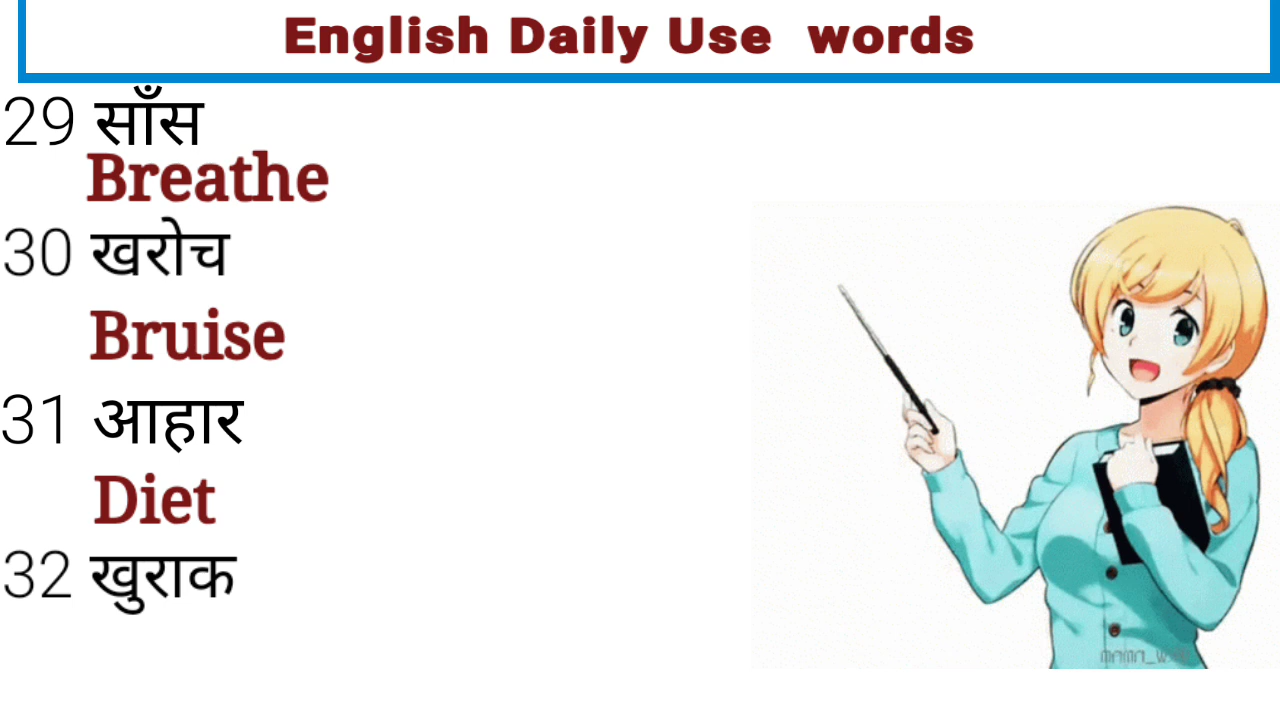 English Daily Use words
29 साँस
Breathe
30 खरोच
Bruise
31 आहार
Diet
32 खुराक